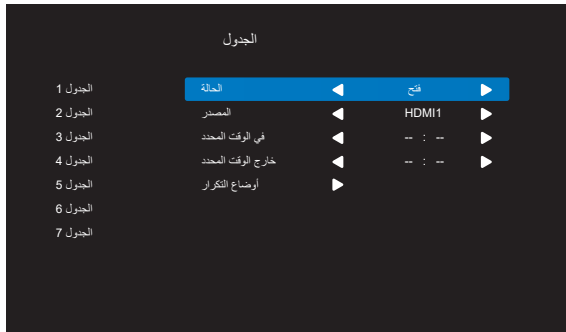 الجدول
الجدول 1
الحالة فتح
الجدول 2
المصدر HDMI1
الجدول 3
في الوقت المحدد -- : --
الجدول 4
خارج الوقت المحدد -- : --
الجدول 5
أوضاع التكرار
الجدول 6
الجدول 7